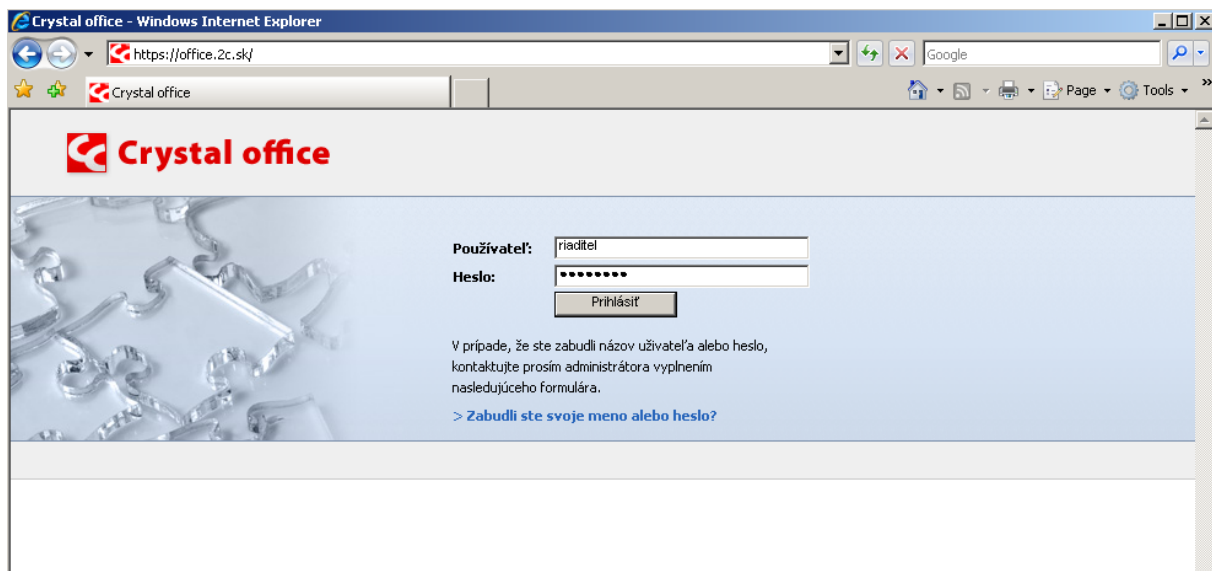 Crystal office - Windows Internet Explorer
https://office.2c.sk/
Google
Crystal office
Page
Tools
Crystal office
Používateľ:
riaditel
Heslo:
••••••••
Prihlásiť
V prípade, že ste zabudli názov uživateľa alebo heslo,
kontaktujte prosím administrátora vyplnením
nasledujúceho formulára.
> Zabudli ste svoje meno alebo heslo?